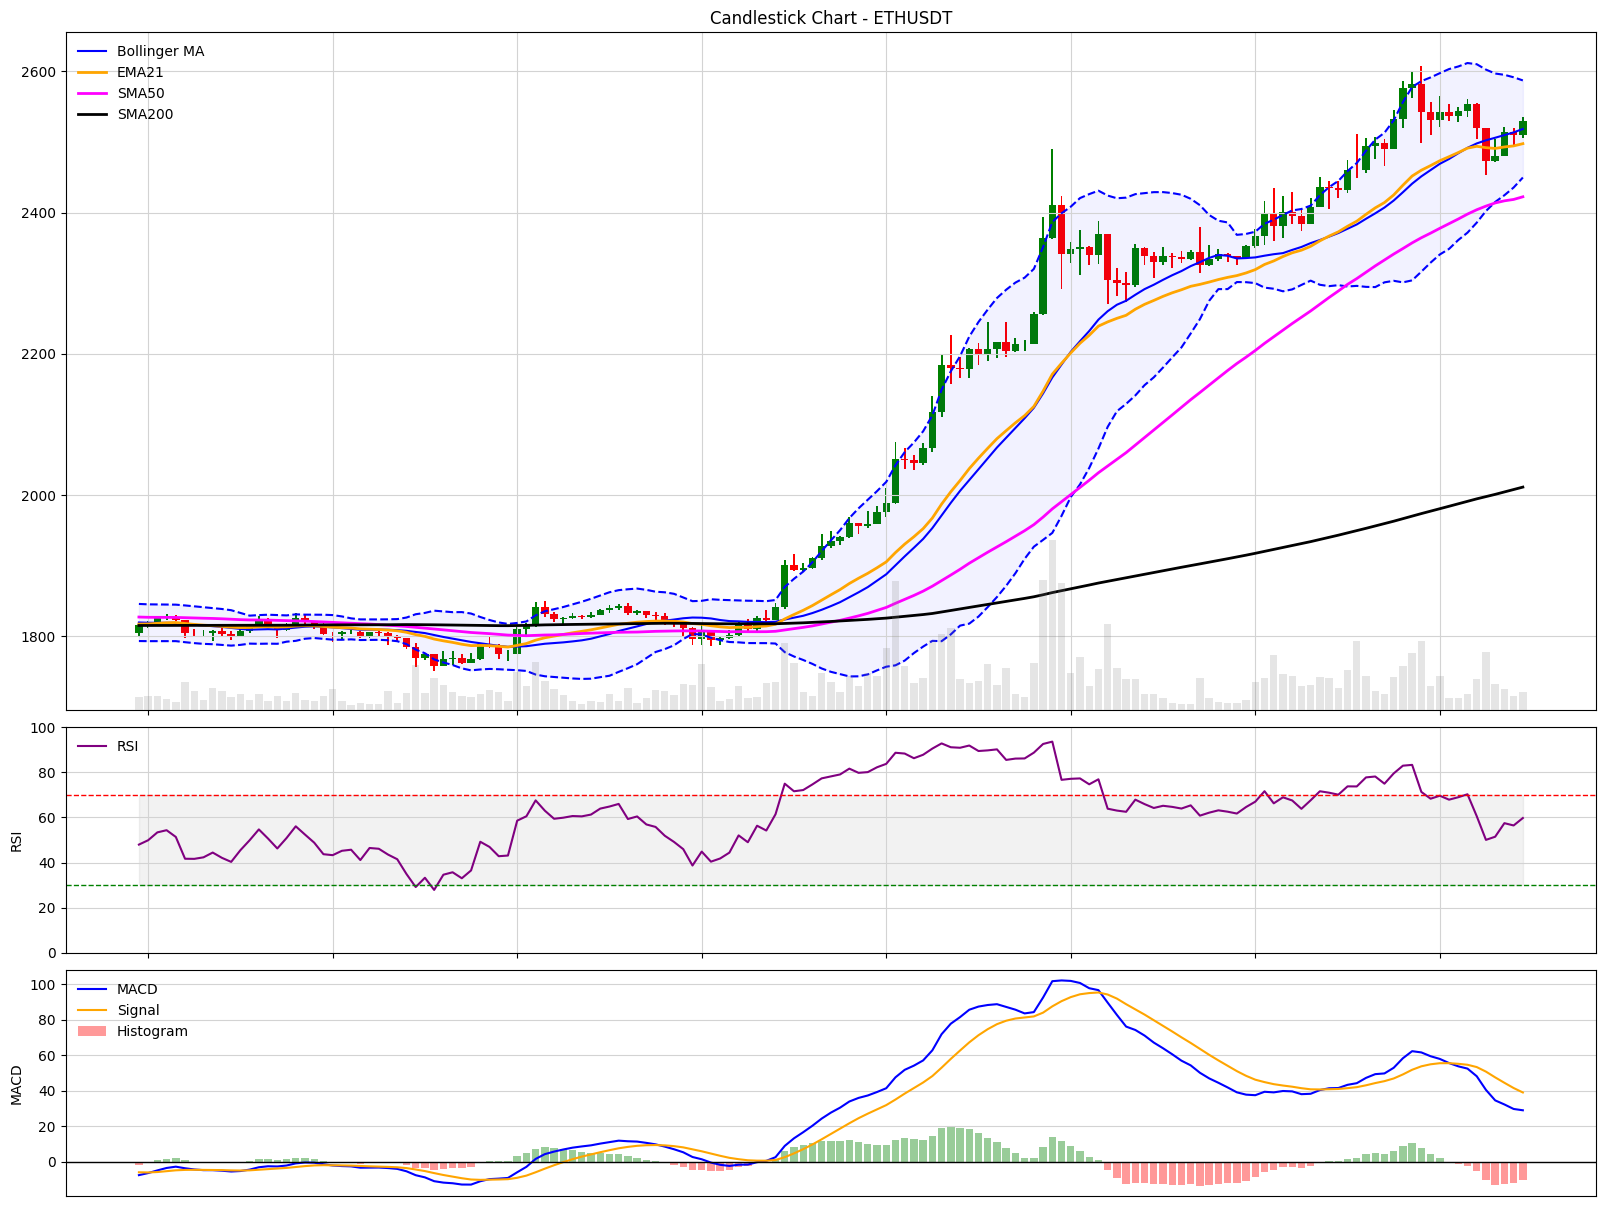 Candlestick Chart - ETHUSDT
Bollinger MA
EMA21
SMA50
SMA200
2600
2400
2200
2000
1800
RSI
100
80
60
40
20
0
RSI
MACD
Signal
Histogram
100
80
60
40
20
0
MACD